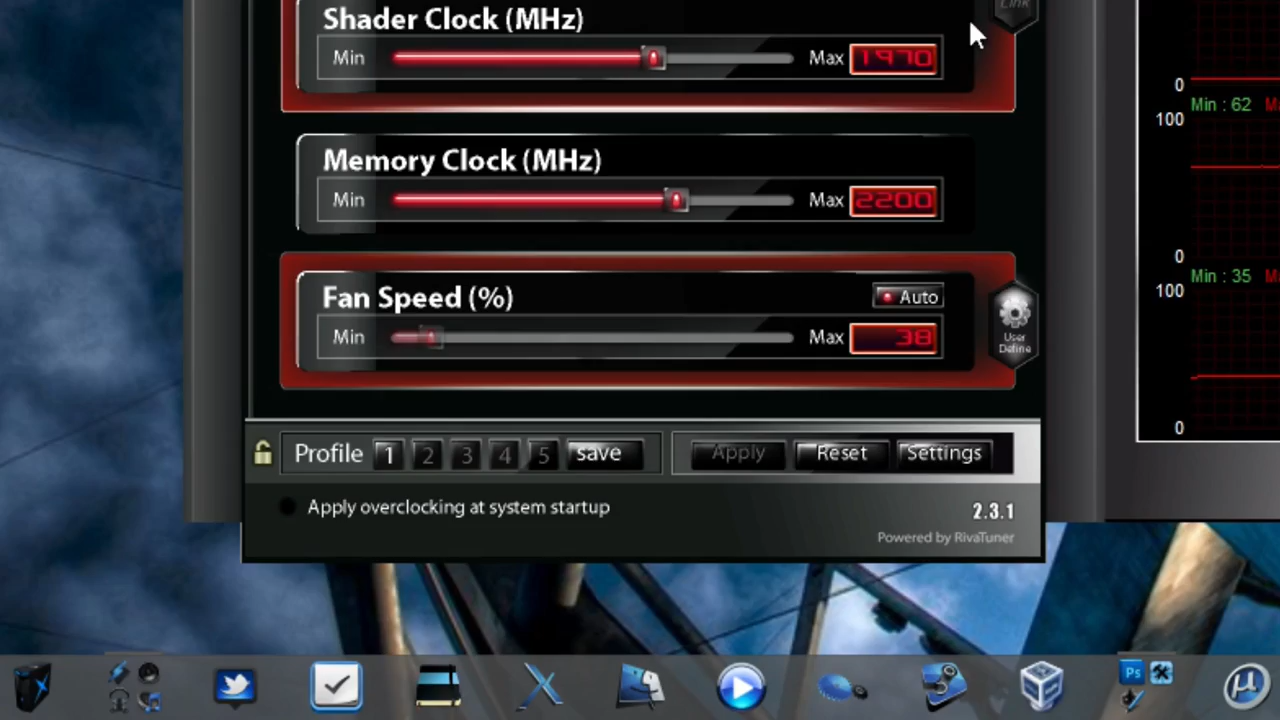 Shader Clock (MHz)
Link
Min Max 1970
Memory Clock (MHz)
Min Max 2200
Fan Speed (%)
Auto
Min Max 38
User
Define
Profile 1 2 3 4 5 save Apply Reset Settings
Apply overclocking at system startup
2.3.1
Powered by RivaTuner
0
Min : 62
100
0
Min : 35
100
0
Ps